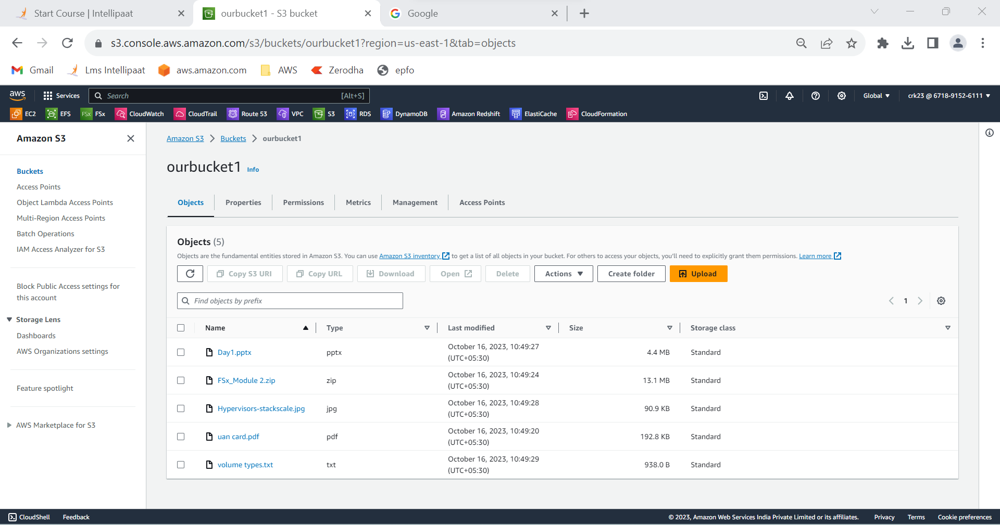 Start Course | Intellipaat
ourbucket1 - S3 bucket
Google
s3.console.aws.amazon.com/s3/buckets/ourbucket1?region=us-east-1&tab=objects
Gmail
Lms Intellipaat
aws.amazon.com
AWS
Zerodha
epfo
aws
Services
Search
[Alt+S]
Global
crk23 @ 6718-9152-6111
EC2
EFS
FSx
FSx
CloudWatch
CloudTrail
Route 53
VPC
S3
RDS
DynamoDB
Amazon Redshift
ElastiCache
CloudFormation
Amazon S3
Buckets
Access Points
Object Lambda Access Points
Multi-Region Access Points
Batch Operations
IAM Access Analyzer for S3
Block Public Access settings for
this account
Storage Lens
Dashboards
AWS Organizations settings
Feature spotlight
AWS Marketplace for S3
Amazon S3
Buckets
ourbucket1
ourbucket1 Info
Objects
Properties
Permissions
Metrics
Management
Access Points
Objects (5)
Objects are the fundamental entities stored in Amazon S3. You can use Amazon S3 inventory to get a list of all objects in your bucket. For others to access your objects, you'll need to explicitly grant them permissions. Learn more
Copy S3 URI
Copy URL
Download
Open
Delete
Actions
Create folder
Upload
Find objects by prefix
1
Name
Type
Last modified
Size
Storage class
Day1.pptx
pptx
October 16, 2023, 10:49:27
(UTC+05:30)
4.4 MB
Standard
FSx_Module 2.zip
zip
October 16, 2023, 10:49:24
(UTC+05:30)
13.1 MB
Standard
Hypervisors-stackscale.jpg
jpg
October 16, 2023, 10:49:28
(UTC+05:30)
90.9 KB
Standard
uan card.pdf
pdf
October 16, 2023, 10:49:20
(UTC+05:30)
192.8 KB
Standard
volume types.txt
txt
October 16, 2023, 10:49:29
(UTC+05:30)
938.0 B
Standard
CloudShell
Feedback
© 2023, Amazon Web Services India Private Limited or its affiliates.
Privacy
Terms
Cookie preferences